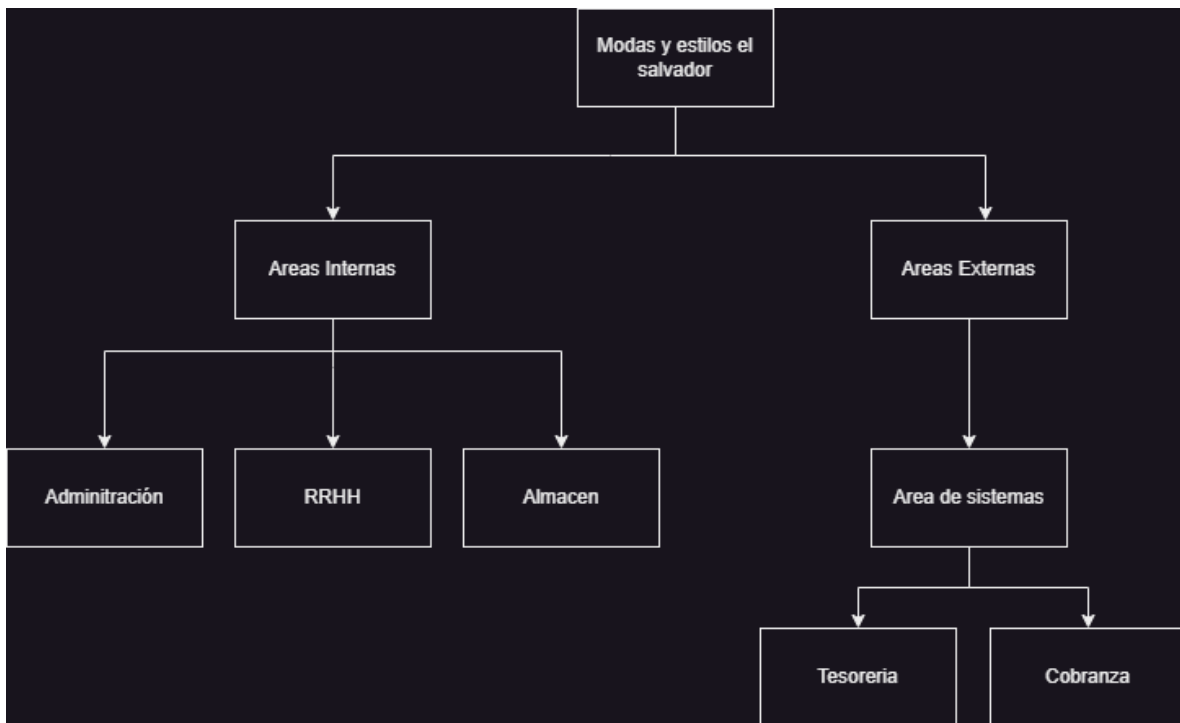 Modas y estilos el
salvador
Areas Internas
Areas Externas
Adminitración
RRHH
Almacen
Area de sistemas
Tesoreria
Cobranza